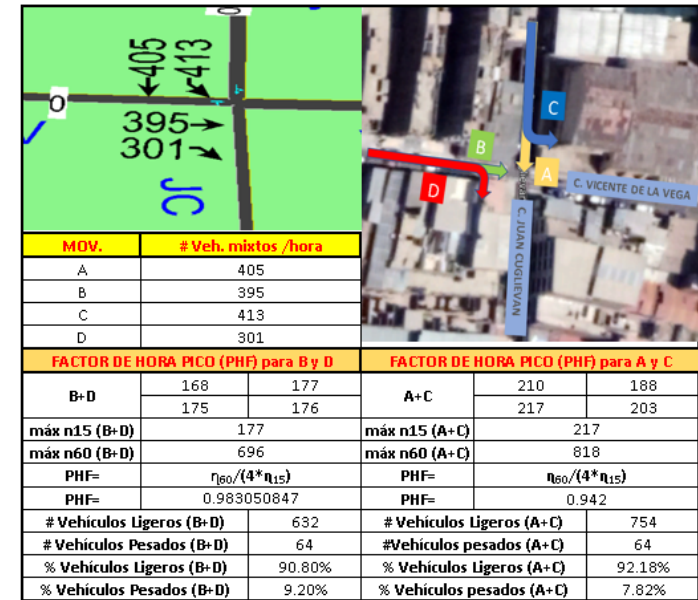 0
405
413
395
301
JC
B
D
C
A
C. VICENTE DE LA VEGA
C. JUAN CUGLIEVAN
MOV. # Veh. mixtos /hora
A 405
B 395
C 413
D 301
FACTOR DE HORA PICO (PHF) para B y D
B+D 168 177
175 176
máx n15 (B+D) 177
máx n60 (B+D) 696
PHF= η60/(4*η15)
PHF= 0.983050847
# Vehículos Ligeros (B+D) 632
# Vehículos Pesados (B+D) 64
% Vehículos Ligeros (B+D) 90.80%
% Vehículos Pesados (B+D) 9.20%
FACTOR DE HORA PICO (PHF) para A y C
A+C 210 188
217 203
máx n15 (A+C) 217
máx n60 (A+C) 818
PHF= η60/(4*η15)
PHF= 0.942
# Vehículos Ligeros (A+C) 754
#Vehículos pesados (A+C) 64
% Vehículos Ligeros (A+C) 92.18%
% Vehículos pesados (A+C) 7.82%